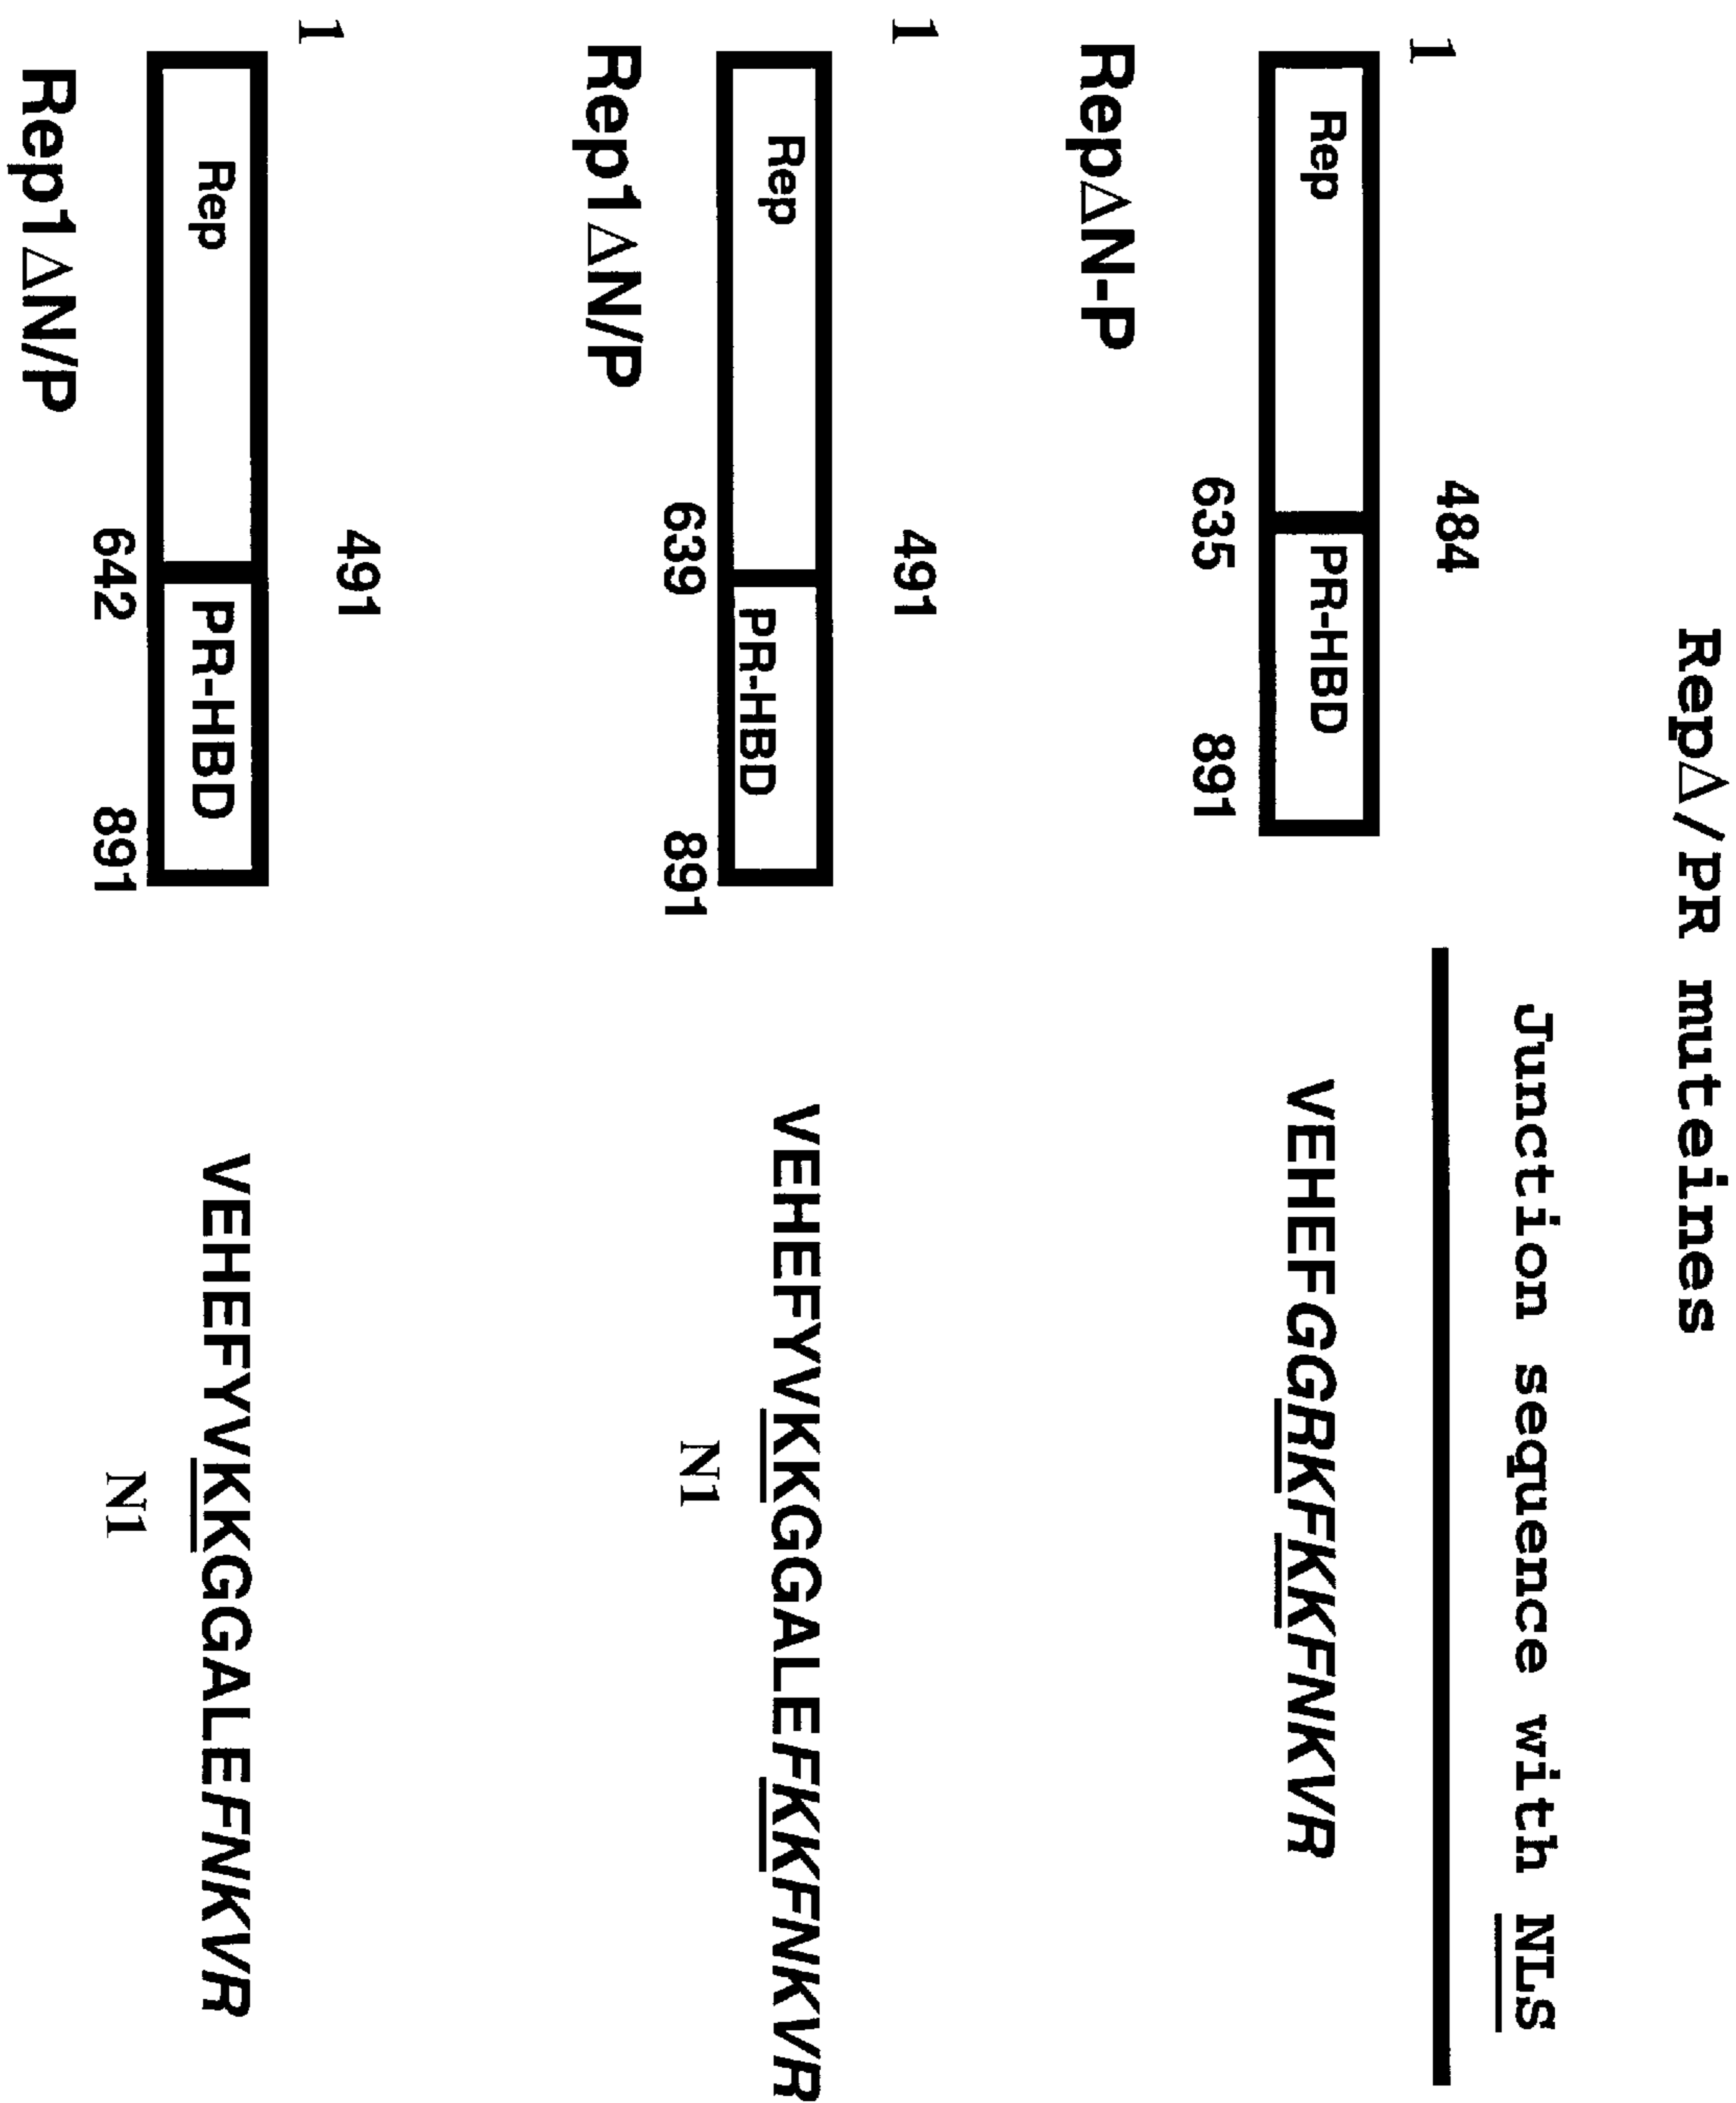 RepΔ/PR muteines
Junction sequence with NLS
1 484
Rep PR-HBD
635 891
RepΔN-P
VEHEFGGRKFKKFNKVR
1 491
Rep PR-HBD
639 891
Rep1ΔN/P
VEHEFYVKKGGALEFKKFNKVR
N1
1 491
Rep PR-HBD
642 891
Rep1ΔN/P
VEHEFYVKKGGALEFNKVR
N1